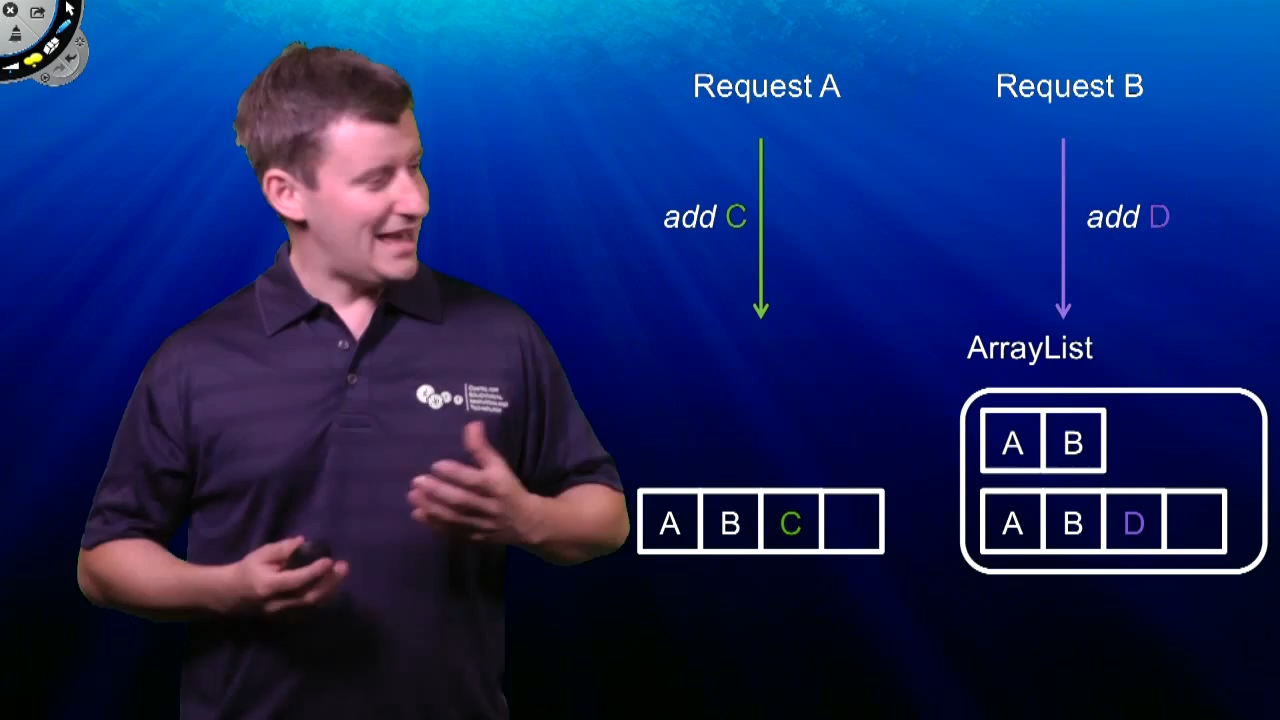 Request A
Request B
add C
add D
ArrayList
A B
A B C
A B D